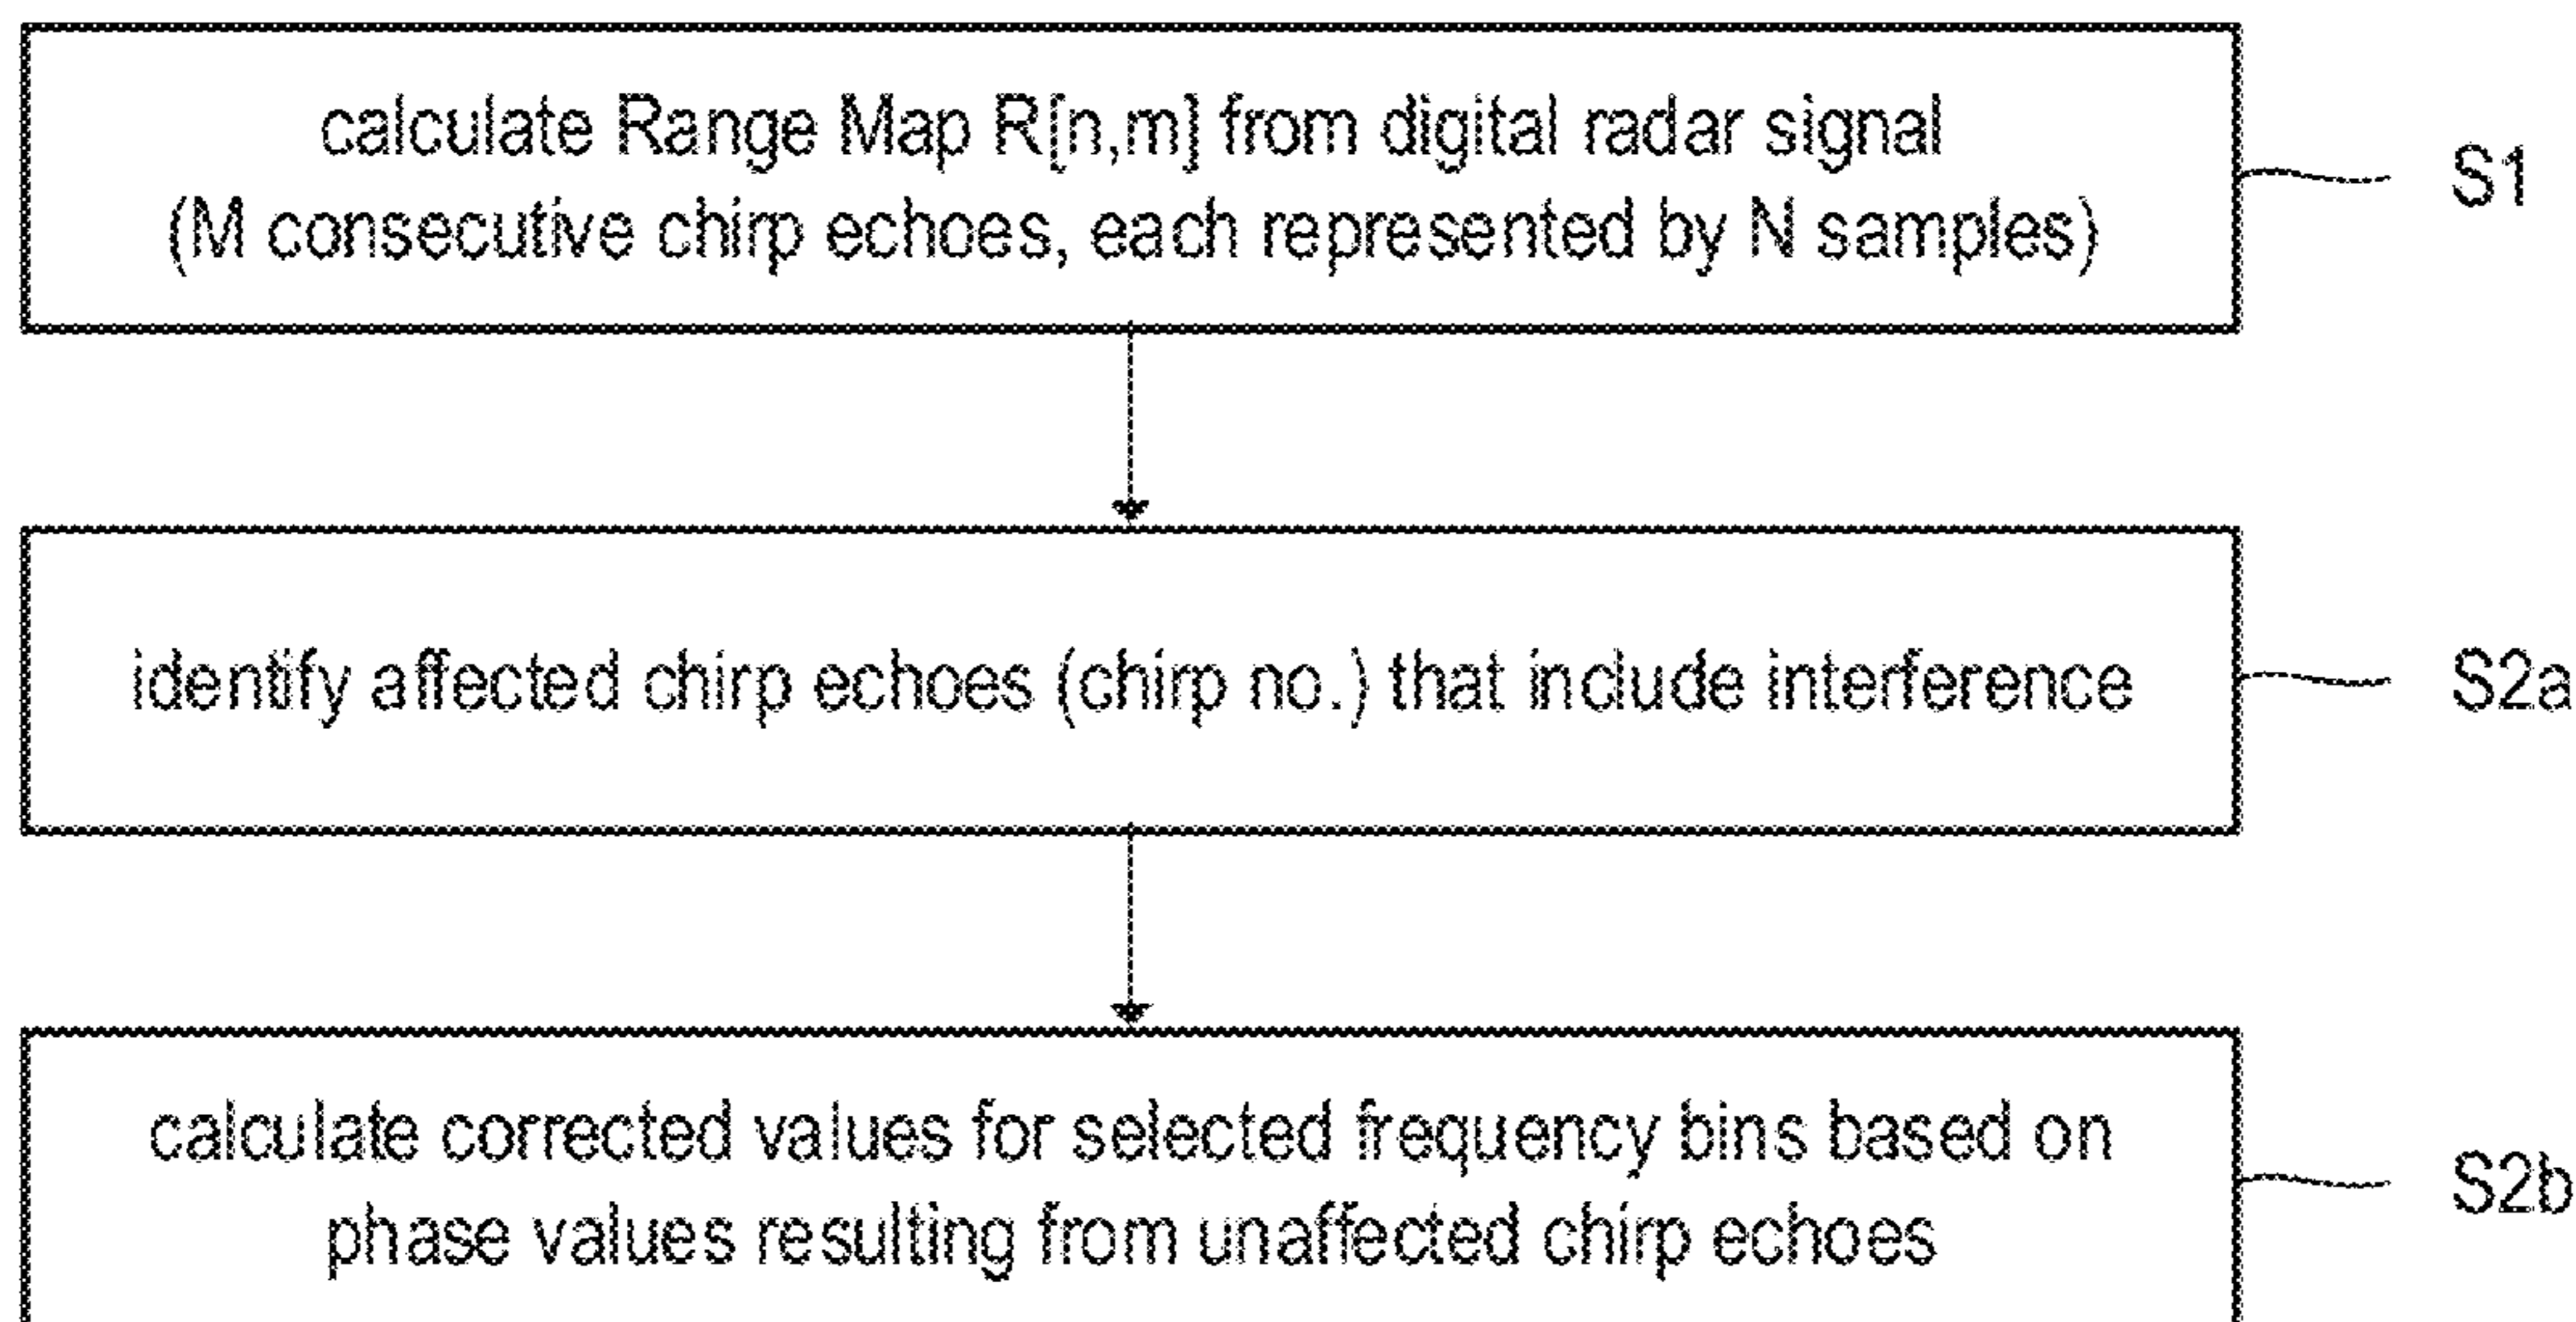 calculate Range Map R[n,m] from digital radar signal
(M consecutive chirp echoes, each represented by N samples)
S1
identify affected chirp echoes (chirp no.) that include interference
S2a
calculate corrected values for selected frequency bins based on
phase values resulting from unaffected chirp echoes
S2b